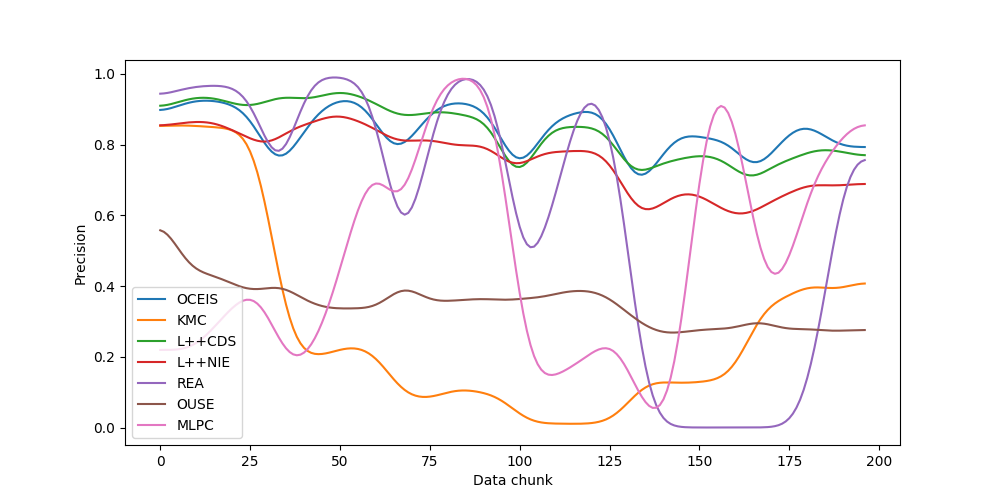 1.0
0.8
0.6
0.4
0.2
0.0
Precision
OCEIS
KMC
L++CDS
L++NIE
REA
OUSE
MLPC
0 25 50 75 100 125 150 175 200
Data chunk